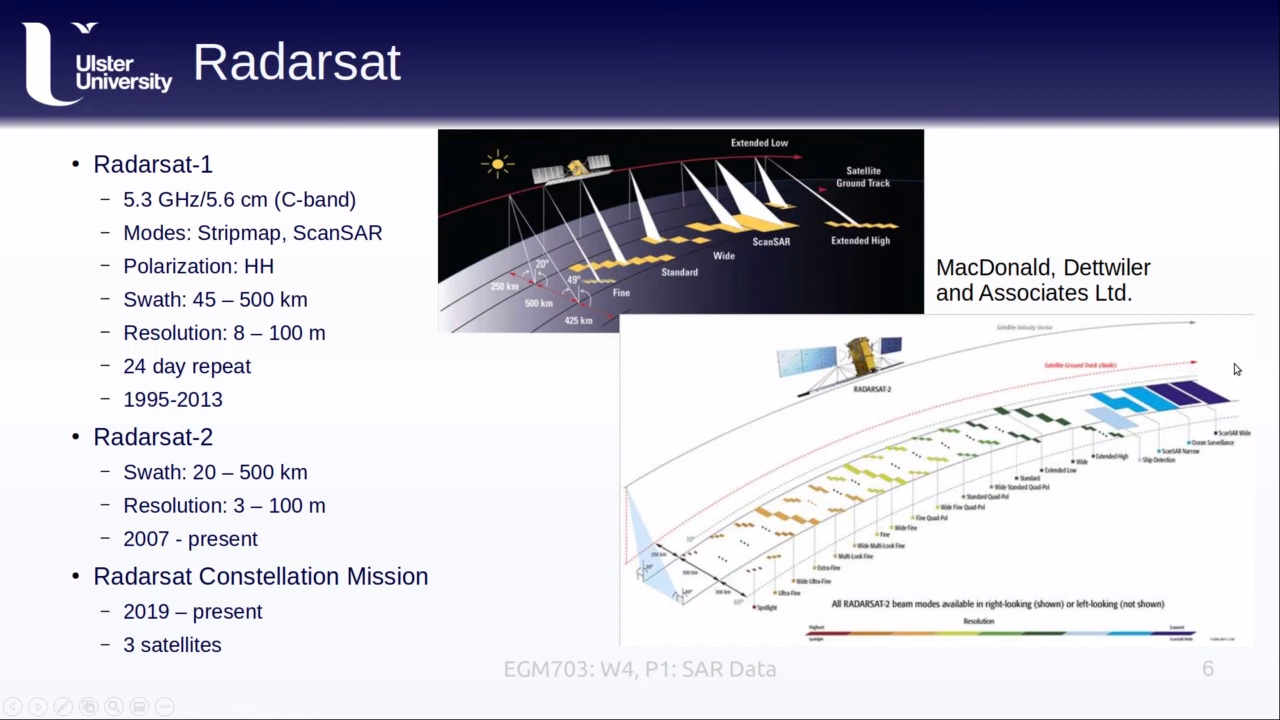 Ulster
University
Radarsat
• Radarsat-1
– 5.3 GHz/5.6 cm (C-band)
– Modes: Stripmap, ScanSAR
– Polarization: HH
– Swath: 45 – 500 km
– Resolution: 8 – 100 m
– 24 day repeat
– 1995-2013
• Radarsat-2
– Swath: 20 – 500 km
– Resolution: 3 – 100 m
– 2007 - present
• Radarsat Constellation Mission
– 2019 – present
– 3 satellites
Extended Low
Satellite
Ground Track
Extended High
ScanSAR
Wide
Standard
Fine
20°
49°
250 km
500 km
425 km
MacDonald, Dettwiler
and Associates Ltd.
Satellite Velocity Vector
Satellite Ground Track (Nadir)
RADARSAT-2
ScanSAR Wide
Ocean Surveillance
ScanSAR Narrow
Ship Detection
Extended High
Wide
Extended Low
Standard
Wide Standard Quad-Pol
Standard Quad-Pol
Wide Fine Quad-Pol
Fine Quad-Pol
Wide Fine
Fine
Wide Multi-Look Fine
Multi-Look Fine
Extra-Fine
Wide Ultra-Fine
Ultra-Fine
Spotlight
250 km
500 km
All RADARSAT-2 beam modes available in right-looking (shown) or left-looking (not shown)
Resolution
Highest
Lowest
Spotlight
ScanSAR Wide
EGM703: W4, P1: SAR Data
6